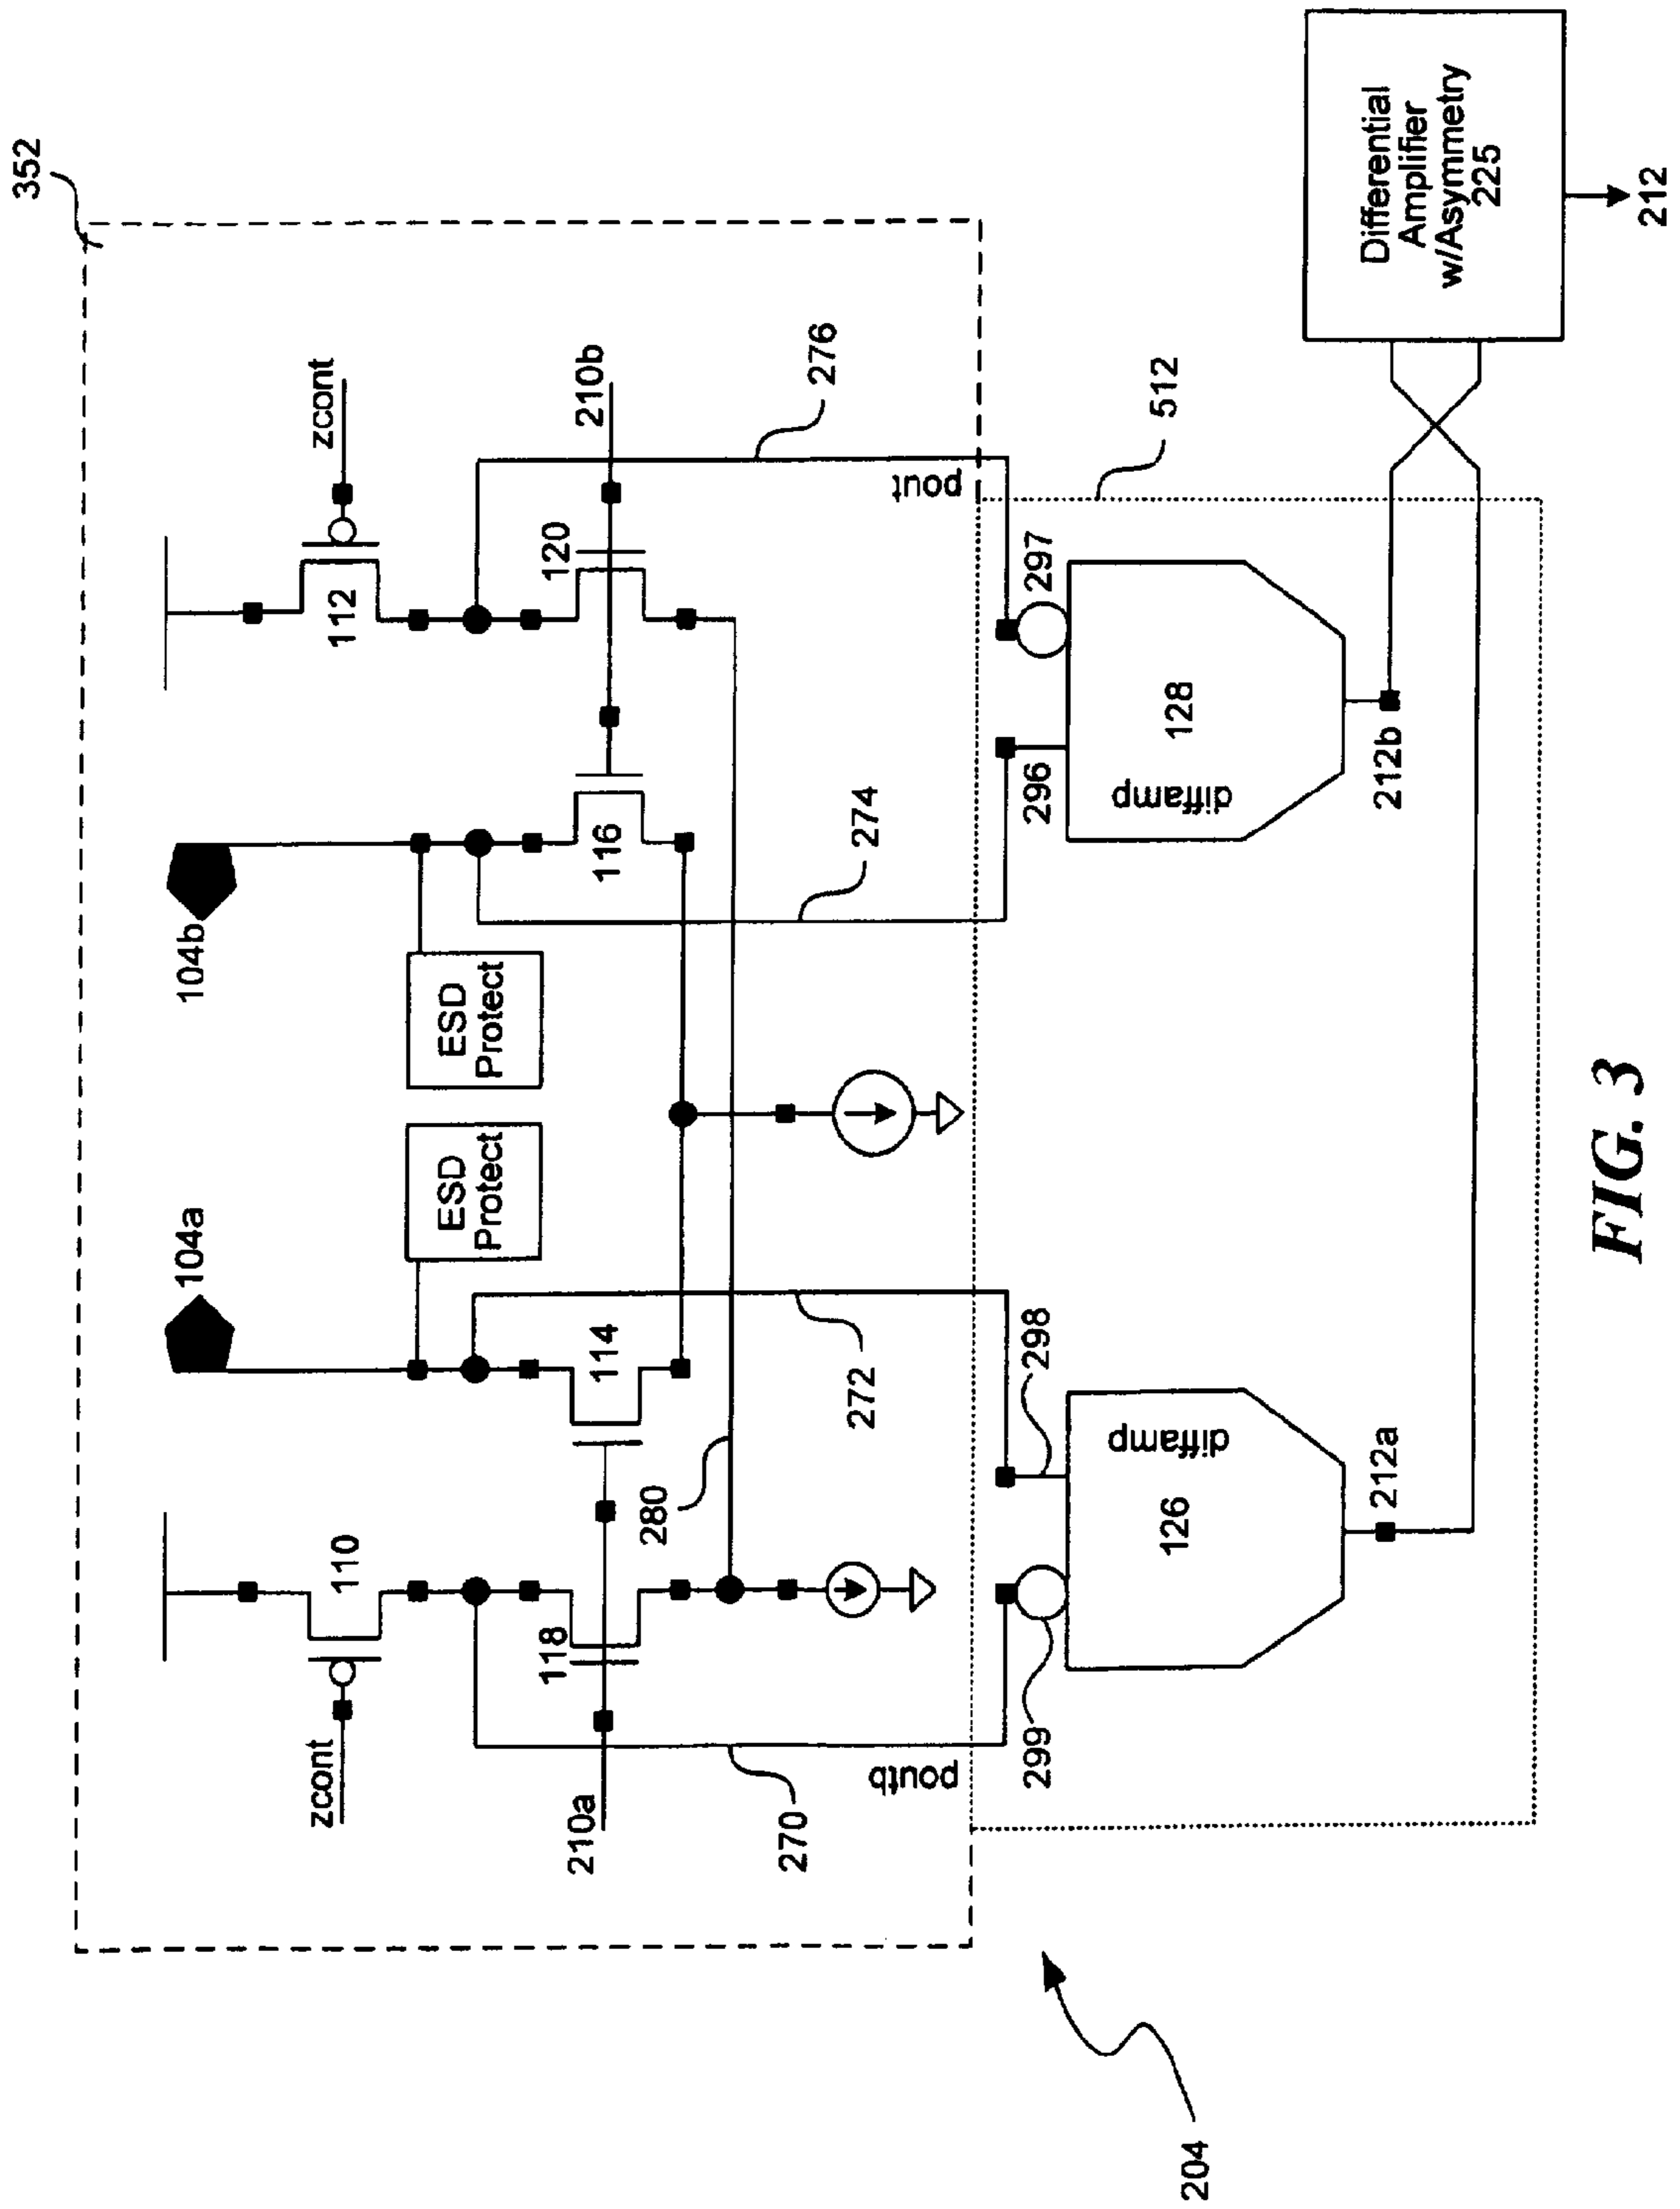 352
104a
104b
zcont
zcont
110
112
ESD
Protect
ESD
Protect
118
114
116
120
210a
210b
280
270
272
274
276
poutb
pout
299
298
296
297
512
126
diffamp
128
diffamp
212a
212b
Differential
Amplifier
w/Asymmetry
225
212
204
FIG. 3